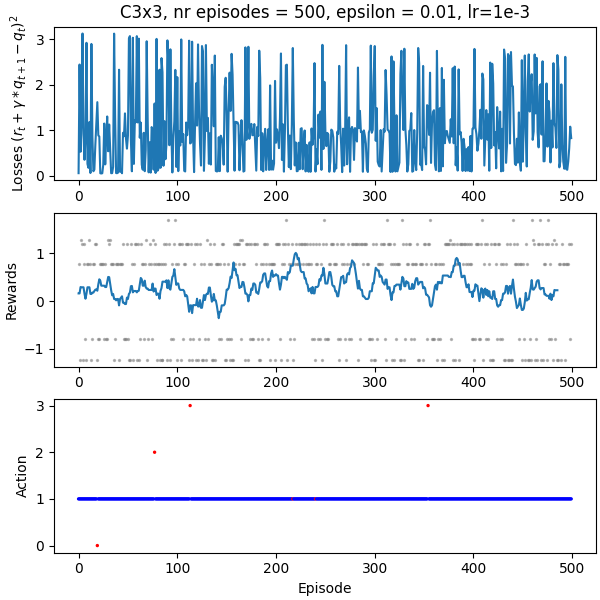 C3x3, nr episodes = 500, epsilon = 0.01, lr=1e-3
Losses (r_t + γ * q_{t+1} − q_t)^2
3
2
1
0
0 100 200 300 400 500
Rewards
1
0
−1
0 100 200 300 400 500
Action
3
2
1
0
0 100 200 300 400 500
Episode